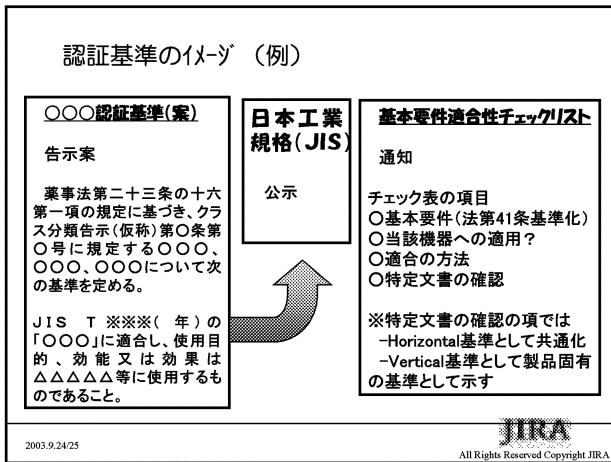 認証基準のイメージ（例）
○○○認証基準（案）
告示案
薬事法第二十三条の十六
第一項の規定に基づき、クラ
ス分類告示（仮称）第○条第
○号に規定する○○○、
○○○、○○○について次
の基準を定める。
JIS T ※※※（ 年）の
「○○○」に適合し、使用目
的、効能又は効果は
△△△△△等に使用するも
のであること。
日本工業
規格（JIS）
公示
基本要件適合性チェックリスト
通知
チェック表の項目
○基本要件（法第41条基準化）
○当該機器への適用？
○適合の方法
○特定文書の確認
※特定文書の確認の項では
－Horizontal基準として共通化
－Vertical基準として製品固有
の基準として示す
2003.9.24/25
JIRA
All Rights Reserved Copyright JIRA